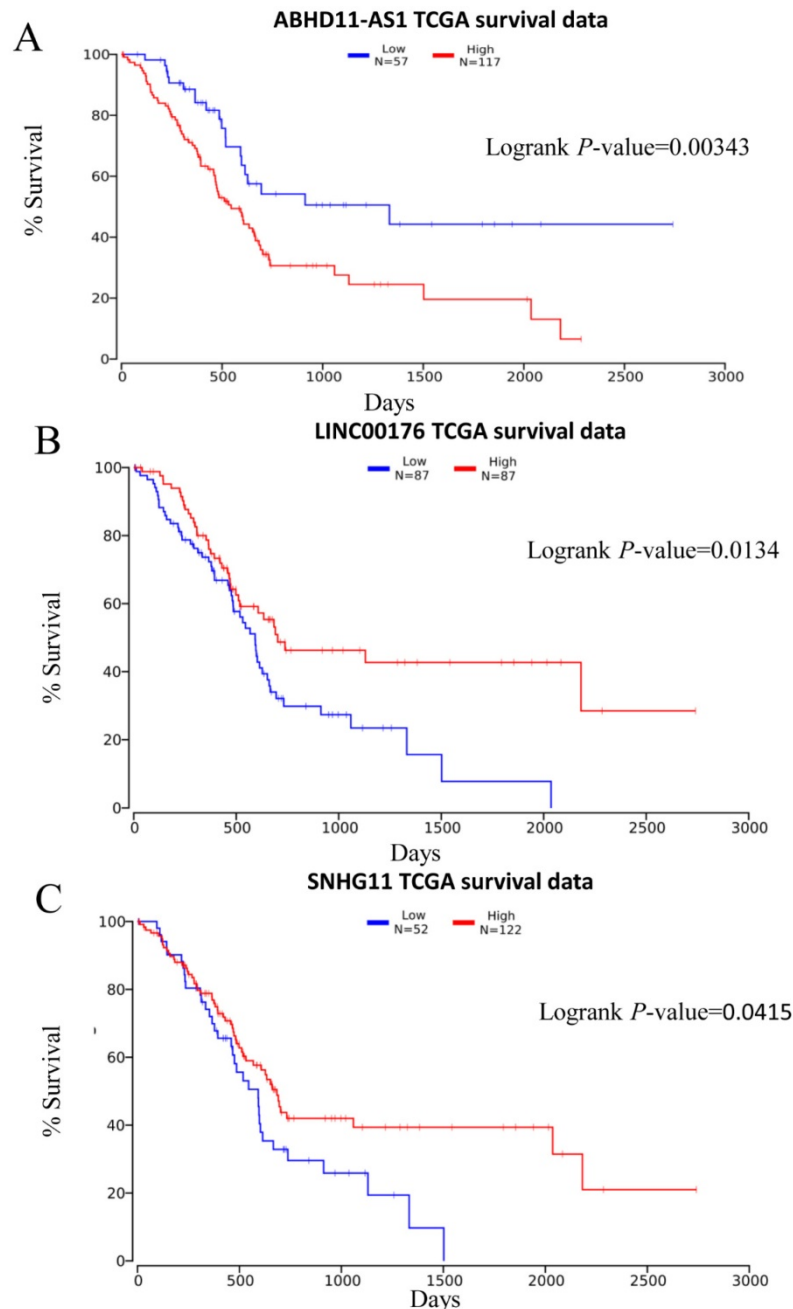 A
ABHD11-AS1 TCGA survival data
Low High
N=57 N=117
Logrank P-value=0.00343
% Survival
100
80
60
40
20
0
0 500 1000 1500 2000 2500 3000
Days
B
LINC00176 TCGA survival data
Low High
N=87 N=87
Logrank P-value=0.0134
% Survival
100
80
60
40
20
0
0 500 1000 1500 2000 2500 3000
Days
C
SNHG11 TCGA survival data
Low High
N=52 N=122
Logrank P-value=0.0415
% Survival
100
80
60
40
20
0
0 500 1000 1500 2000 2500 3000
Days